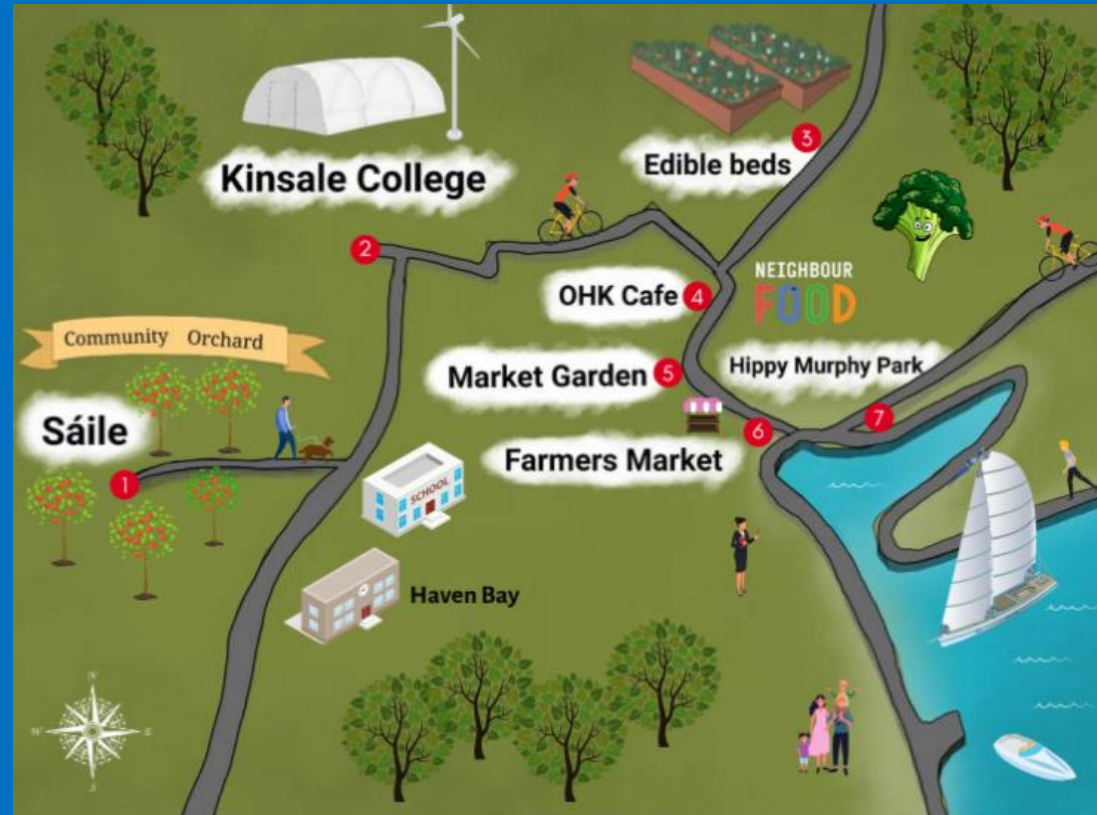 Kinsale College
3
Edible beds
2
NEIGHBOUR
FOOD
OHK Cafe 4
Community Orchard
Market Garden 5
Hippy Murphy Park
Sáile
6
7
Farmers Market
1
SCHOOL
Haven Bay
N
W
E
S